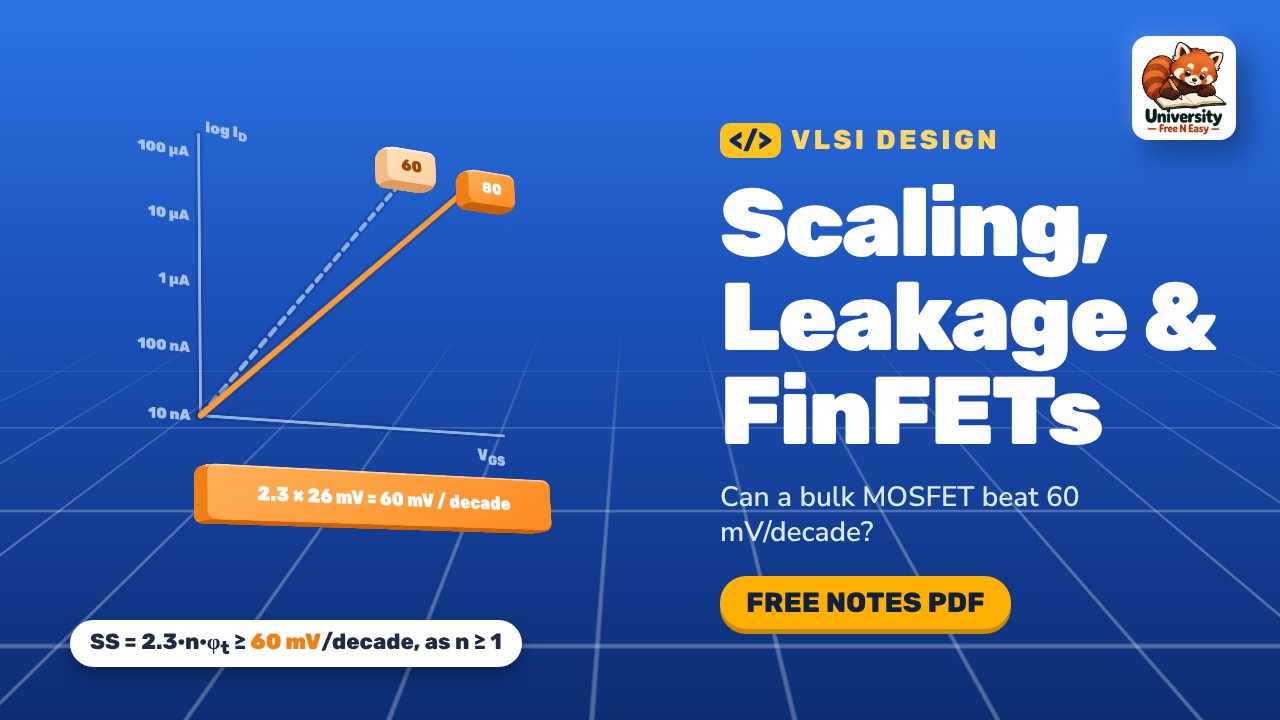 log I_D
100 µA
10 µA
1 µA
100 nA
10 nA
60
80
V_GS
2.3 × 26 mV = 60 mV / decade
SS = 2.3·n·φ_t ≥ 60 mV/decade, as n ≥ 1
University
Free N Easy
</> VLSI DESIGN
Scaling,
Leakage &
FinFETs
Can a bulk MOSFET beat 60
mV/decade?
FREE NOTES PDF